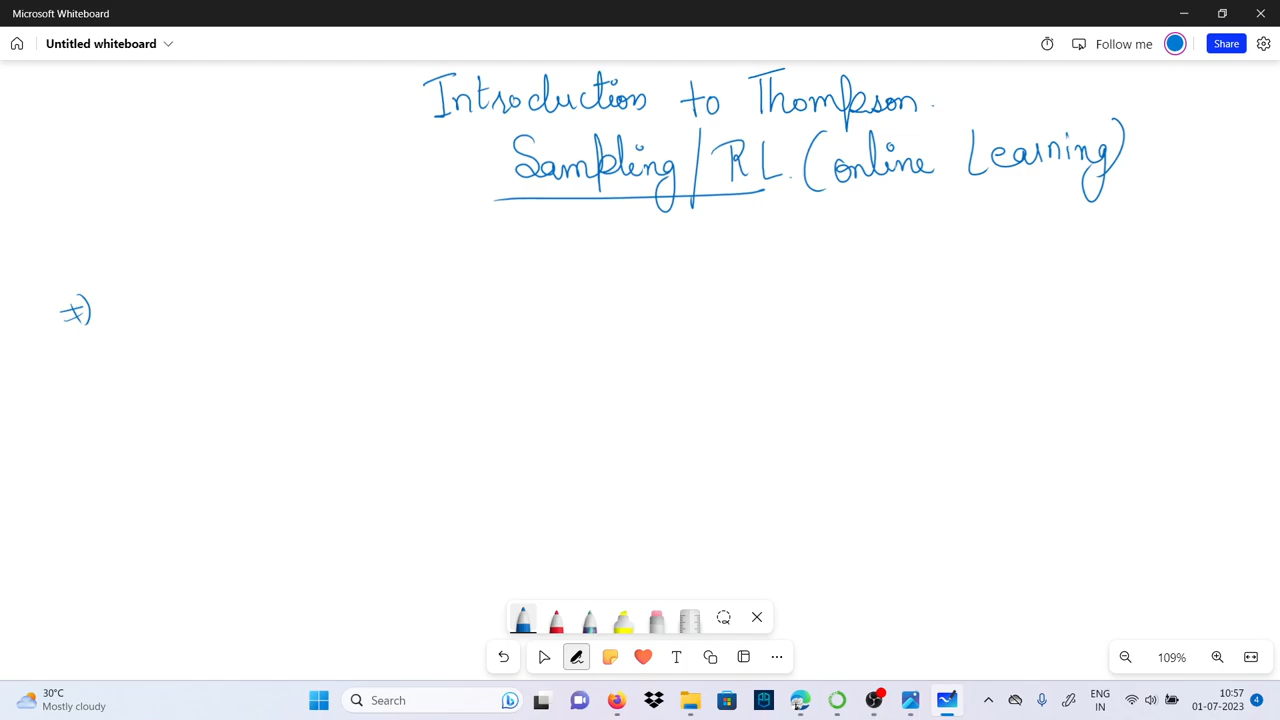 Microsoft Whiteboard
Untitled whiteboard
Follow me
Share
Introduction to Thompson.
Sampling / RL. (online Learning)
*)
109%
30°C
Mostly cloudy
Search
ENG
IN
10:57
01-07-2023
4